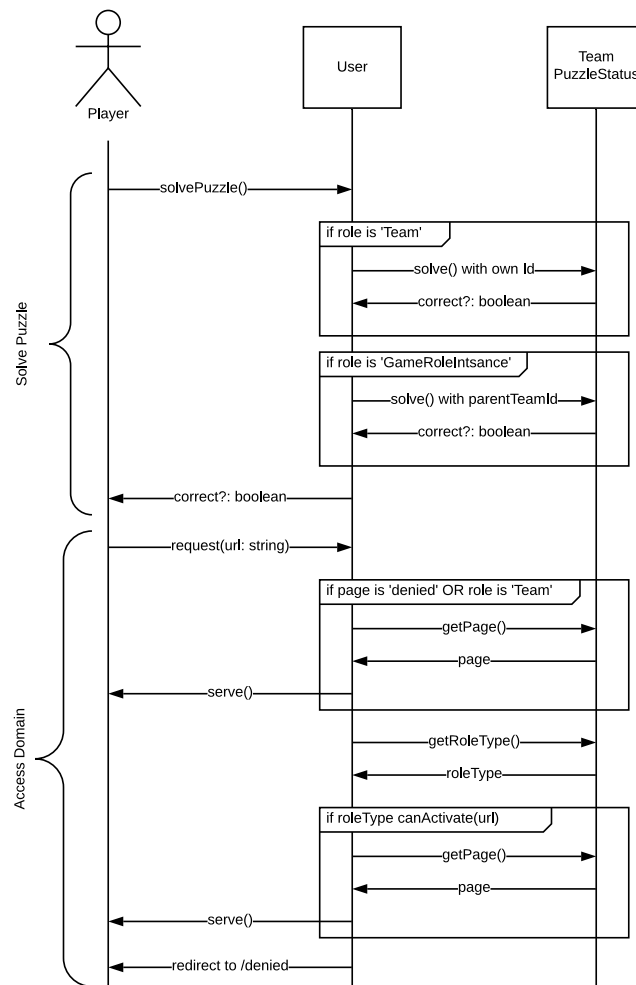 Player
User
Team
PuzzleStatus
Solve Puzzle
solvePuzzle()
if role is 'Team'
solve() with own Id
correct?: boolean
if role is 'GameRoleIntsance'
solve() with parentTeamId
correct?: boolean
correct?: boolean
Access Domain
request(url: string)
if page is 'denied' OR role is 'Team'
getPage()
page
serve()
getRoleType()
roleType
if roleType canActivate(url)
getPage()
page
serve()
redirect to /denied